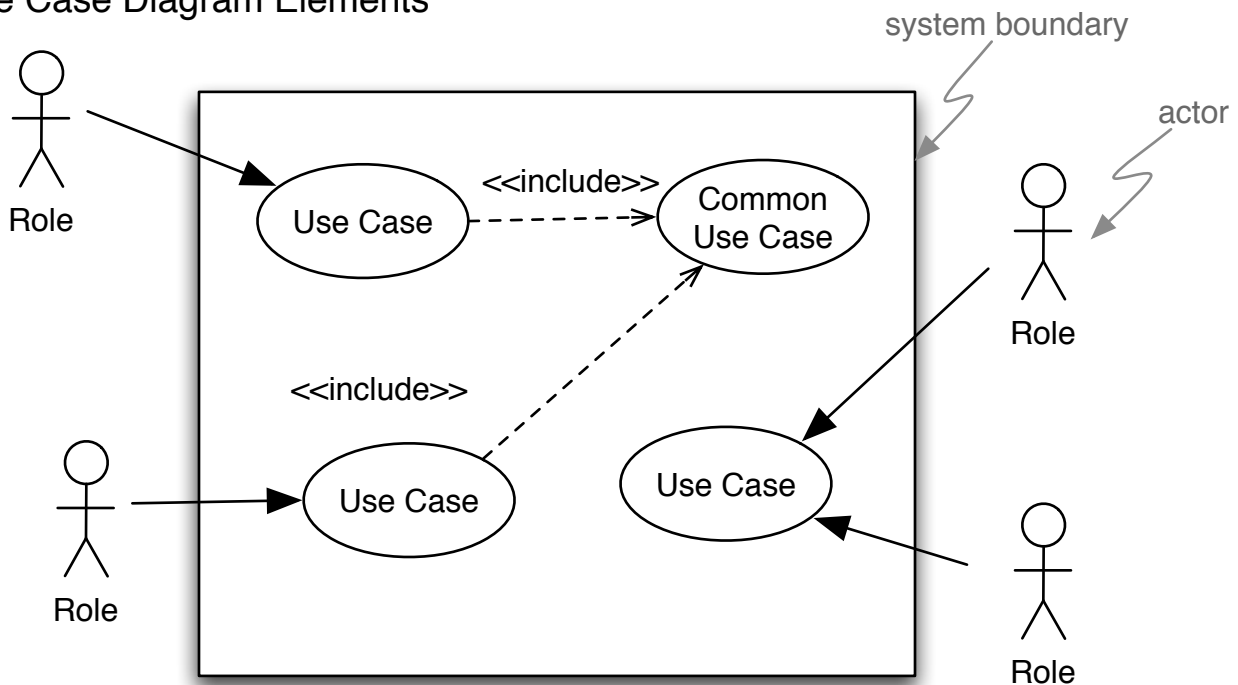 Case Diagram Elements
system boundary
actor
Role
<<include>>
Use Case
Common
Use Case
Role
<<include>>
Use Case
Use Case
Role
Role